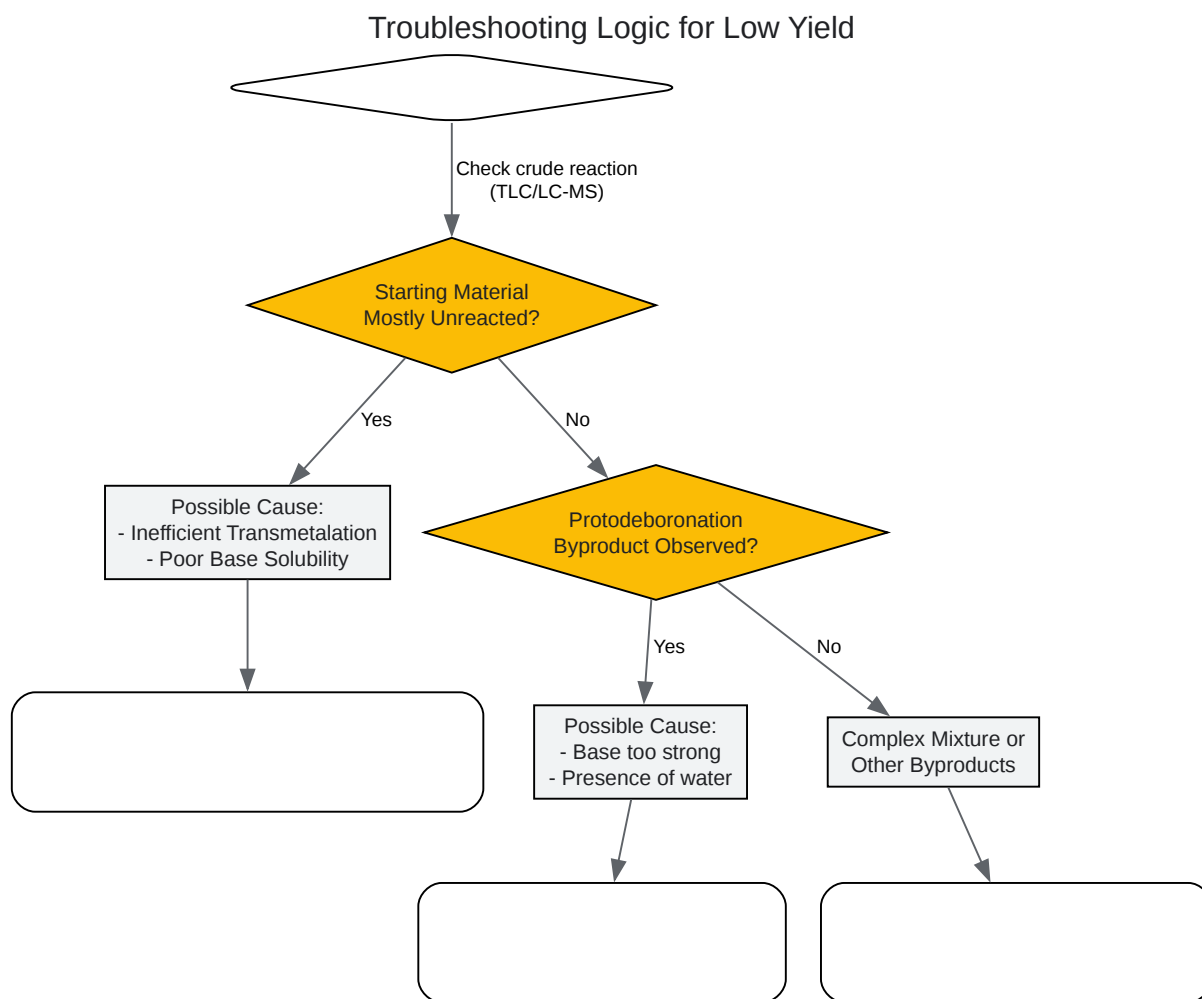 Troubleshooting Logic for Low Yield
Check crude reaction
(TLC/LC-MS)
Starting Material
Mostly Unreacted?
Yes
No
Possible Cause:
- Inefficient Transmetalation
- Poor Base Solubility
Protodeboronation
Byproduct Observed?
Yes
No
Possible Cause:
- Base too strong
- Presence of water
Complex Mixture or
Other Byproducts